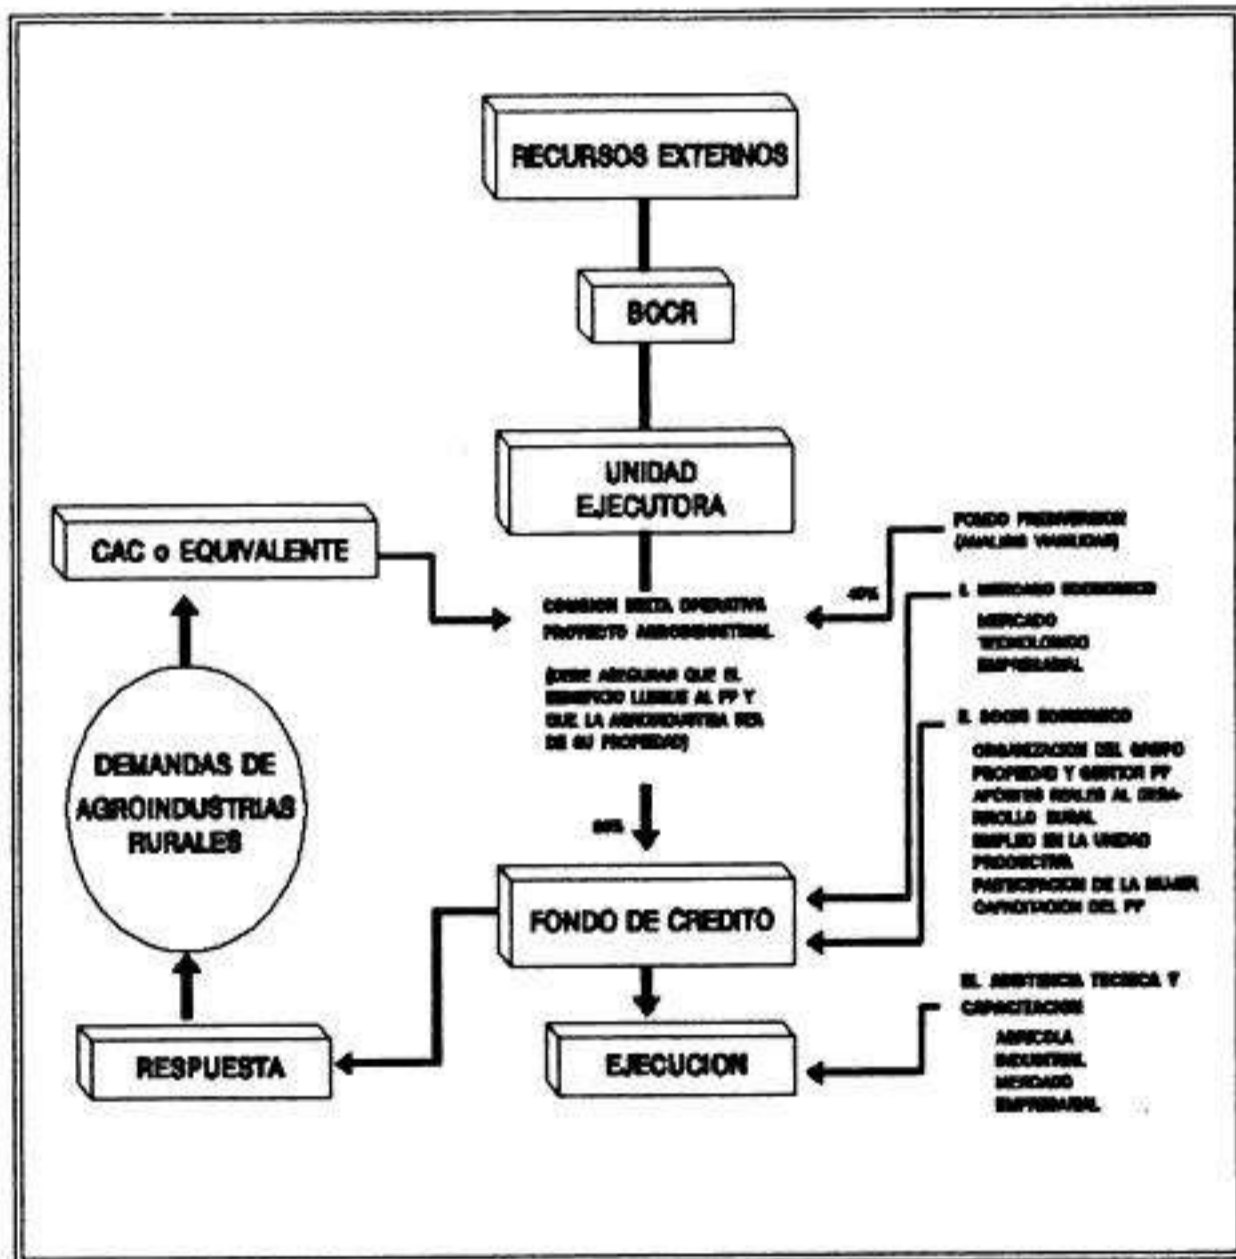 RECURSOS EXTERNOS
BCCR
UNIDAD
EJECUTORA
CAC o EQUIVALENTE
FONDO PREINVERSION
(ANALISIS VIABILIDAD)
COMISION MIXTA OPERATIVA
PROYECTO AGROINDUSTRIAL
(DEBE ASEGURAR QUE EL
BENEFICIO LLEGUE AL PP Y
QUE LA AGROINDUSTRIA SEA
DE SU PROPIEDAD)
I. MERCADO ECONOMICO
MERCADO
TECNOLOGICO
EMPRESARIAL
II. SOCIO ECONOMICO
ORGANIZACION DEL GRUPO
PROPIEDAD Y GESTION PP
APORTES REALES AL DESA-
RROLLO RURAL
EMPLEO EN LA UNIDAD
PRODUCTIVA
PARTICIPACION DE LA MUJER
CAPACITACION DEL PP
DEMANDAS DE
AGROINDUSTRIAS
RURALES
FONDO DE CREDITO
III. ASISTENCIA TECNICA Y
CAPACITACION
AGRICOLA
INDUSTRIAL
MERCADO
EMPRESARIAL
RESPUESTA
EJECUCION